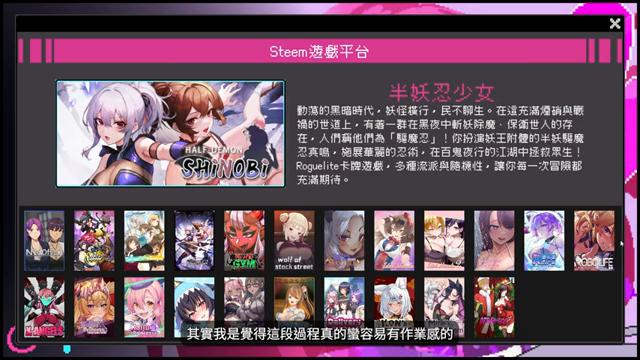 Steem遊戲平台
半妖忍少女
動蕩的黑暗時代，妖怪橫行，民不聊生。在這充滿煙硝與戰
禍的世道上，有著一群在黑夜中斬妖除魔、保衛世人的存
在，人們稱他們為「驅魔忍」！你扮演妖王附體的半妖驅魔
忍真鳴，施展華麗的忍術，在百鬼夜行的江湖中拯救眾生！
Roguelite卡牌遊戲，多種流派與隨機性，讓你每一次冒險都
充滿期待。
HALF-DEMON
SHINOBI
GYM
wolf of
stock street
ROGOLIFE
N ANGELS
Delivery
其實我是覺得這段過程真的蠻容易有作業感的